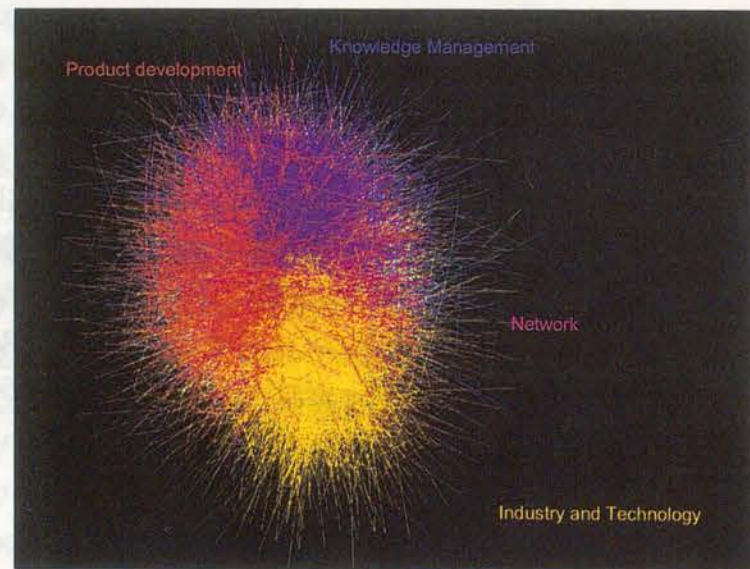 Knowledge Management
Product development
Network
Industry and Technology